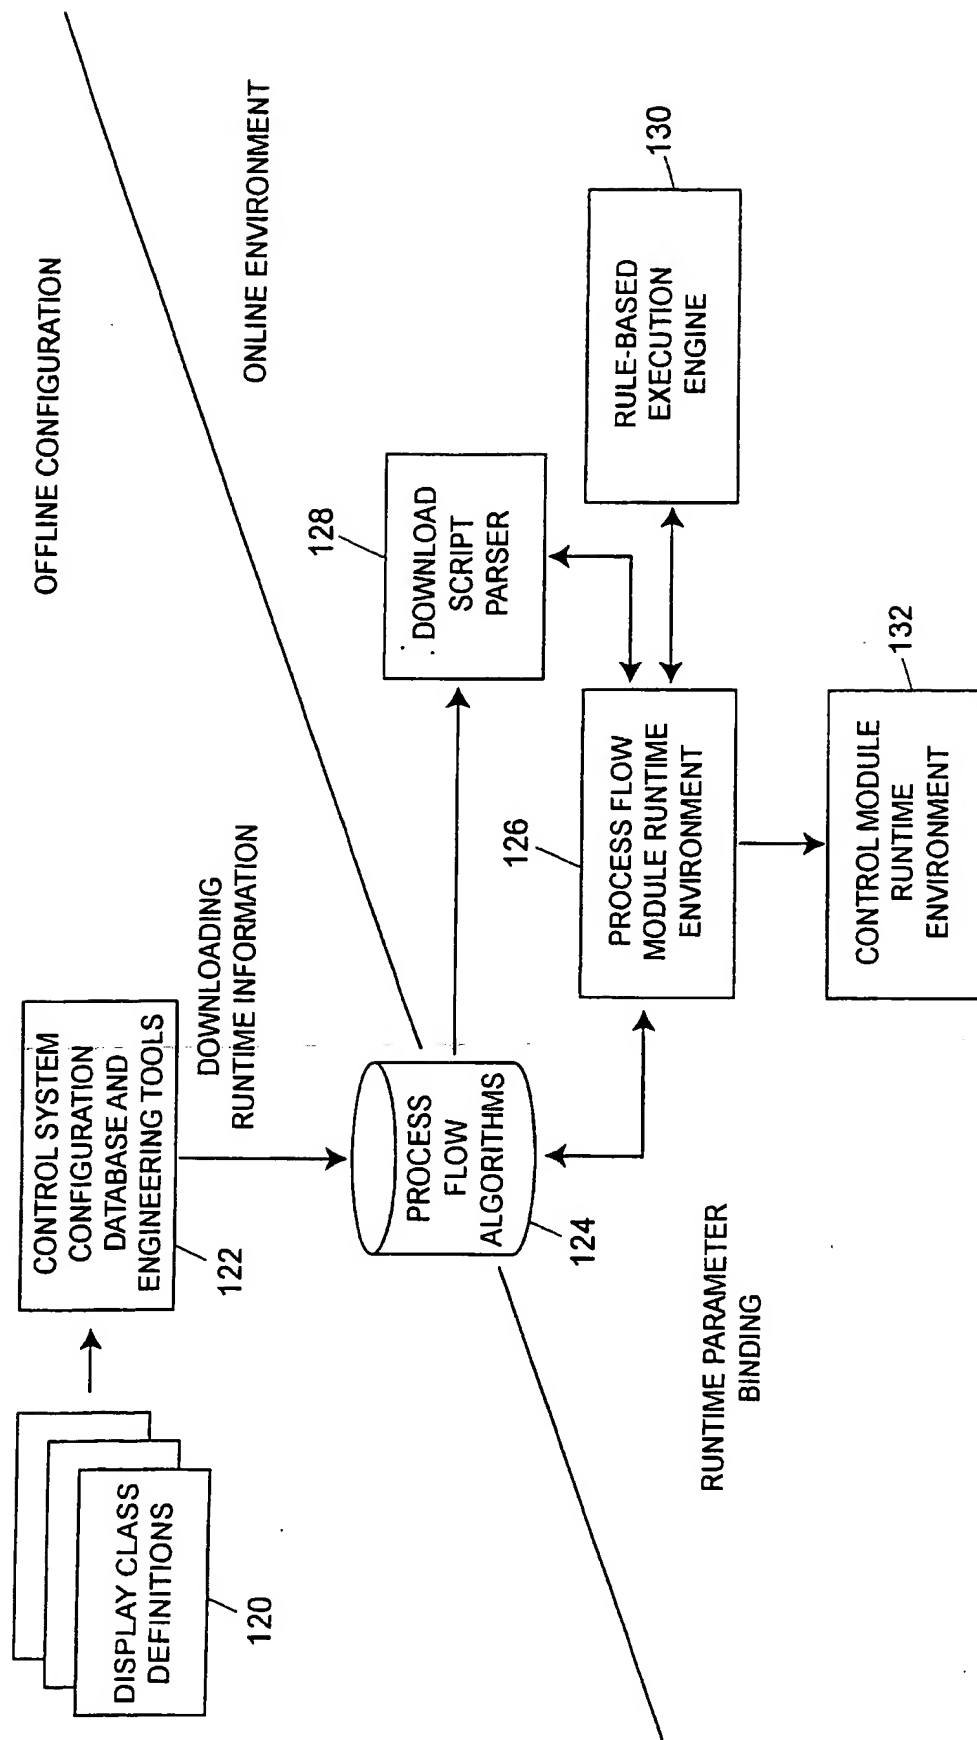 OFFLINE CONFIGURATION
ONLINE ENVIRONMENT
DISPLAY CLASS
DEFINITIONS
120
CONTROL SYSTEM
CONFIGURATION
DATABASE AND
ENGINEERING TOOLS
122
DOWNLOADING
RUNTIME INFORMATION
PROCESS
FLOW
ALGORITHMS
124
DOWNLOAD
SCRIPT
PARSER
128
RULE-BASED
EXECUTION
ENGINE
130
PROCESS FLOW
MODULE RUNTIME
ENVIRONMENT
126
CONTROL MODULE
RUNTIME
ENVIRONMENT
132
RUNTIME PARAMETER
BINDING